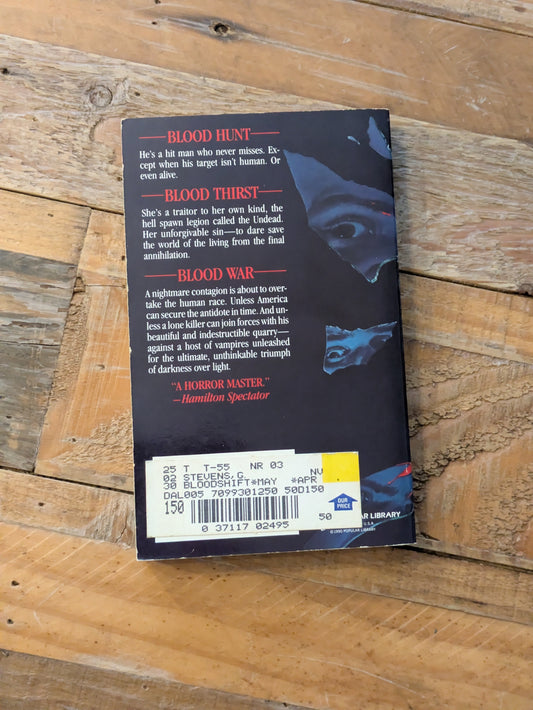 BLOOD HUNT
He's a hit man who never misses. Ex-
cept when his target isn't human. Or
even alive.
BLOOD THIRST
She's a traitor to her own kind, the
hell spawn legion called the Undead.
Her unforgivable sin—to dare save
the world of the living from the final
annihilation.
BLOOD WAR
A nightmare contagion is about to over-
take the human race. Unless America
can secure the antidote in time. And un-
less a lone killer can join forces with his
beautiful and indestructible quarry—
against a host of vampires unleashed
for the ultimate, unthinkable triumph
of darkness over light.
"A HORROR MASTER."
—Hamilton Spectator
25 T T-55 NR 03
02 STEVENS,G. NV
30 BLOODSHIFT*MAY *APR
DAL005 7099301250 50D150
150
OUR
PRICE
50
0 37117 02495
AR LIBRARY
U.S.A.
© 1990 POPULAR LIBRARY